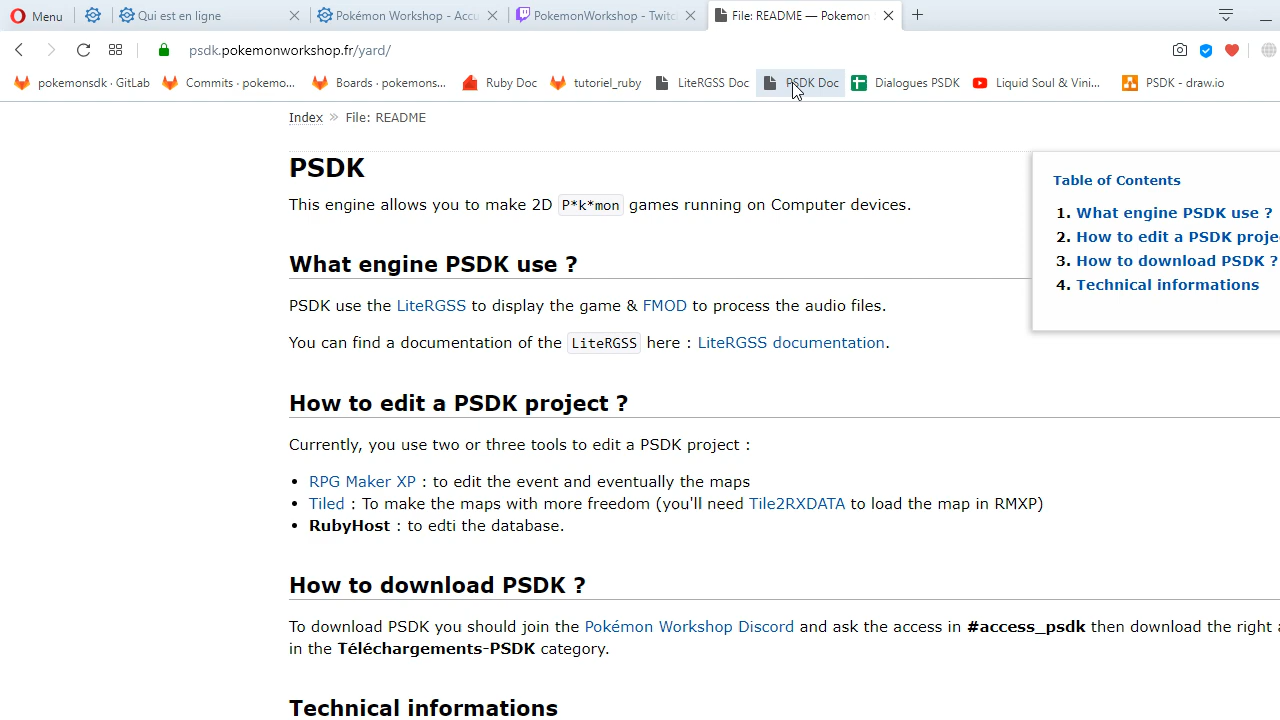 Menu
Qui est en ligne
Pokémon Workshop - Accu
PokemonWorkshop - Twitc
File: README — Pokemon
psdk.pokemonworkshop.fr/yard/
pokemonsdk · GitLab
Commits · pokemo...
Boards · pokemons...
Ruby Doc
tutoriel_ruby
LiteRGSS Doc
PSDK Doc
Dialogues PSDK
Liquid Soul & Vini...
PSDK - draw.io
Index » File: README
PSDK
This engine allows you to make 2D P*k*mon games running on Computer devices.
Table of Contents
1. What engine PSDK use ?
2. How to edit a PSDK proje
3. How to download PSDK ?
4. Technical informations
What engine PSDK use ?
PSDK use the LiteRGSS to display the game & FMOD to process the audio files.
You can find a documentation of the LiteRGSS here : LiteRGSS documentation.
How to edit a PSDK project ?
Currently, you use two or three tools to edit a PSDK project :
• RPG Maker XP : to edit the event and eventually the maps
• Tiled : To make the maps with more freedom (you'll need Tile2RXDATA to load the map in RMXP)
• RubyHost : to edti the database.
How to download PSDK ?
To download PSDK you should join the Pokémon Workshop Discord and ask the access in #access_psdk then download the right a
in the Téléchargements-PSDK category.
Technical informations